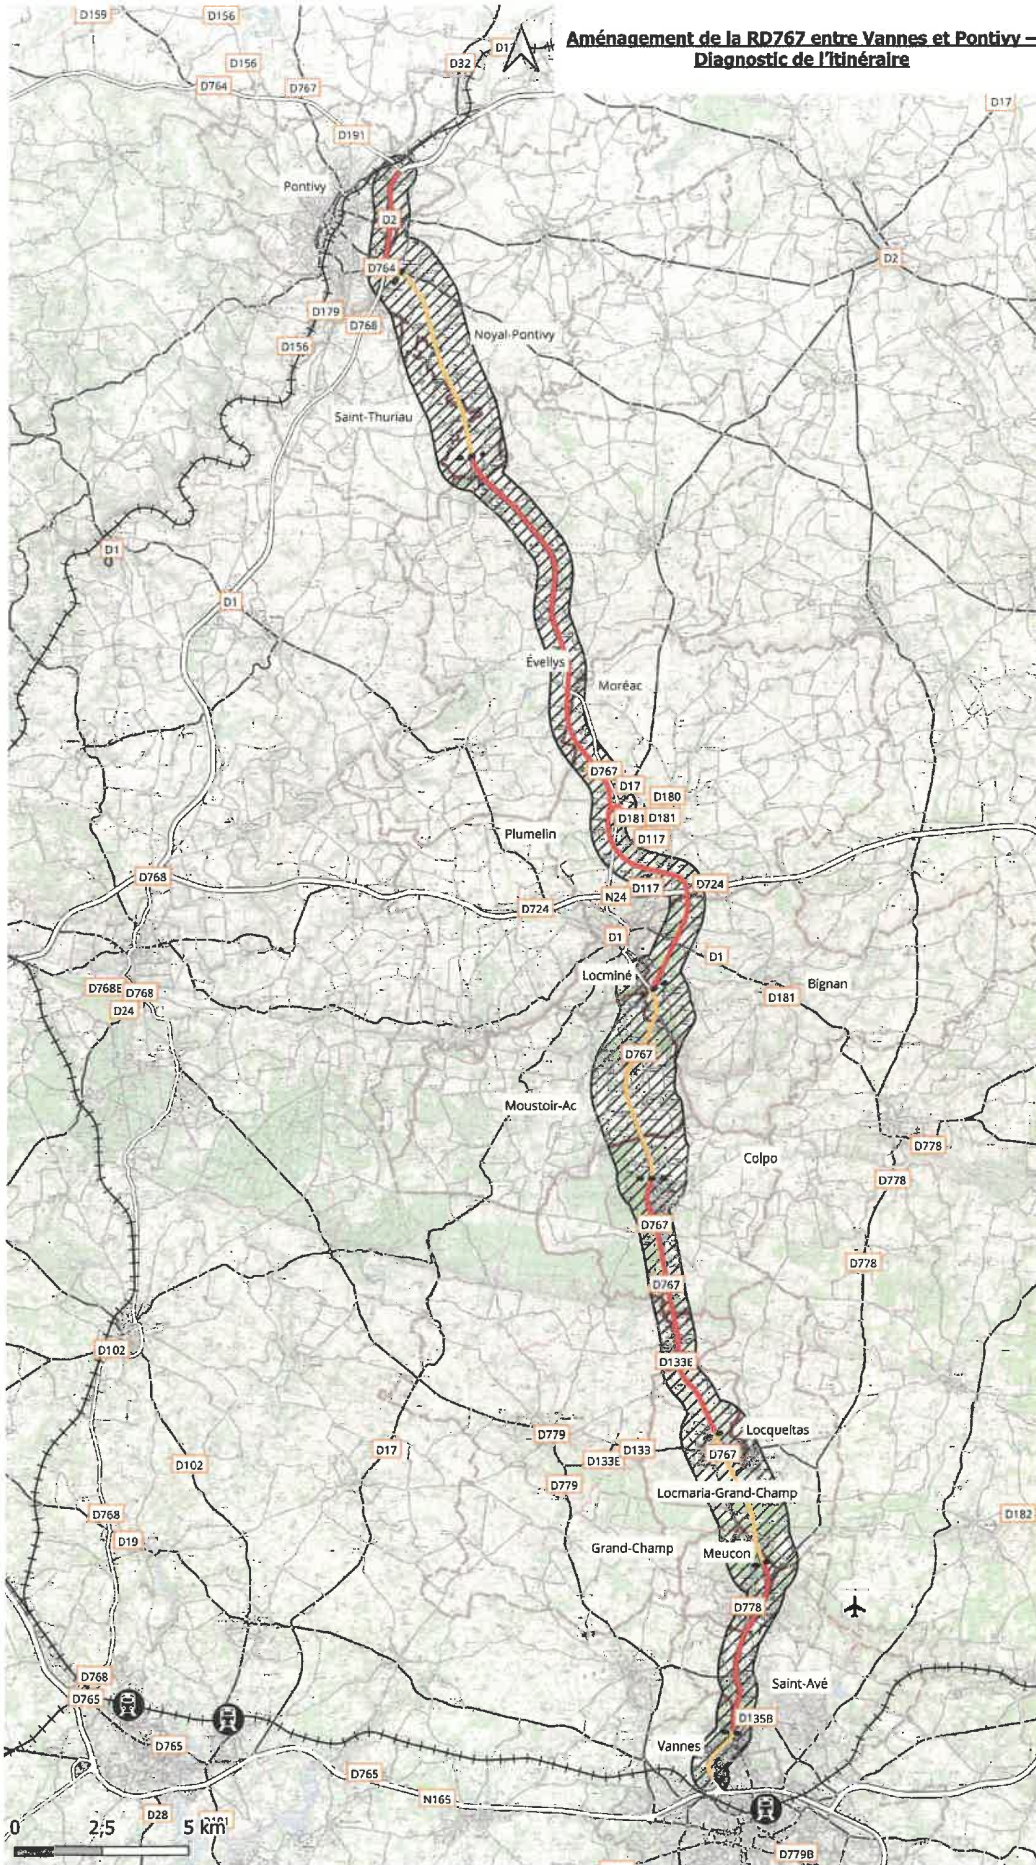 Aménagement de la RD767 entre Vannes et Pontivy –
Diagnostic de l'itinéraire
D159
D156
D156
D32
D764
D767
D17
D191
Pontivy
D2
D2
D764
D179
D768
D156
Noyal-Pontivy
Saint-Thuriau
D1
D1
Évellys
Moréac
D767
D17
D180
D181
D181
Plumelin
D117
D768
D117
D724
N24
D724
D1
D1
Locminé
Bignan
D768E
D768
D181
D24
D767
Moustoir-Ac
D778
Colpo
D778
D767
D778
D767
D102
D133E
Locqueltas
D779
D133
D17
D767
D133E
D102
D779
Locmaria-Grand-Champ
D768
D182
D19
Grand-Champ
Meucon
D778
D768
Saint-Avé
D765
D135B
D765
Vannes
D765
N165
D28
0 2,5 5 km
D779B